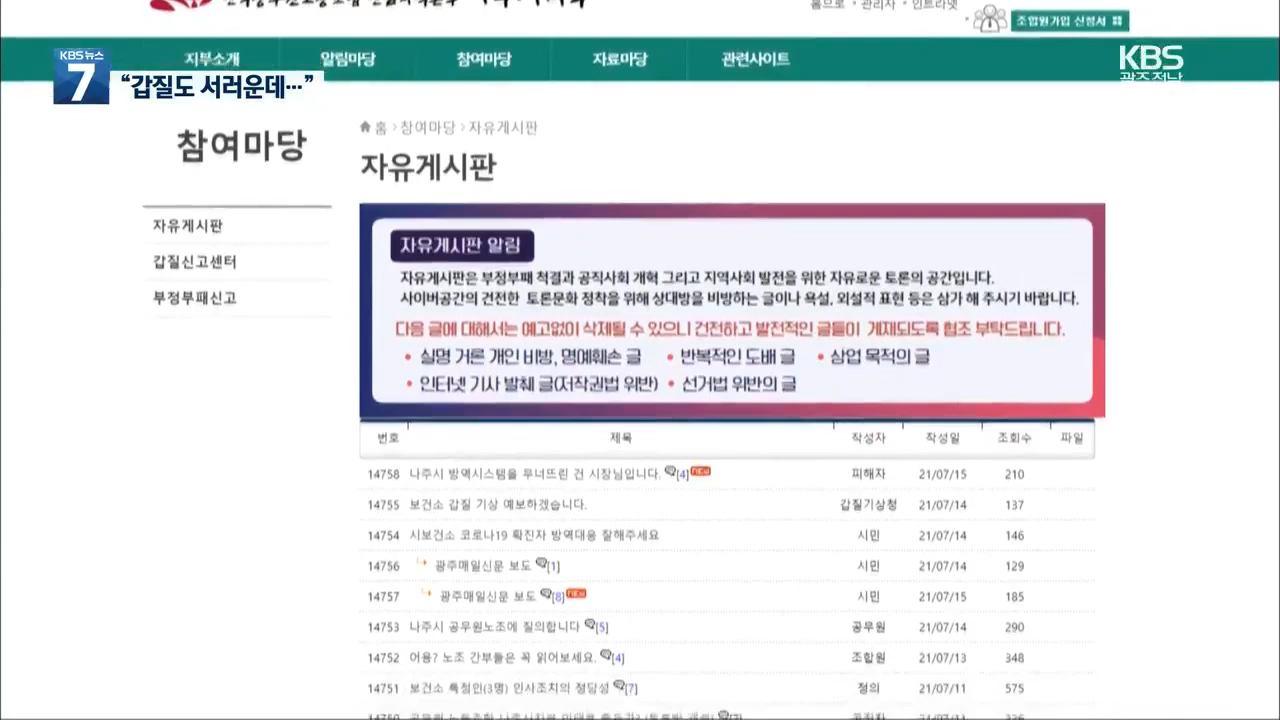 홈으로 • 관리자 • 인트라넷
조합원가입 신청서
지부소개 알림마당 참여마당 자료마당 관련사이트
KBS 뉴스
7
“갑질도 서러운데…”
KBS
광주전남
참여마당
홈 > 참여마당 > 자유게시판
자유게시판
자유게시판
갑질신고센터
부정부패신고
자유게시판 알림
자유게시판은 부정부패 척결과 공직사회 개혁 그리고 지역사회 발전을 위한 자유로운 토론의 공간입니다.
사이버공간의 건전한 토론문화 정착을 위해 상대방을 비방하는 글이나 욕설, 외설적 표현 등은 삼가 해 주시기 바랍니다.
다음 글에 대해서는 예고없이 삭제될 수 있으니 건전하고 발전적인 글들이 게재되도록 협조 부탁드립니다.
• 실명 거론 개인 비방, 명예훼손 글 • 반복적인 도배 글 • 상업 목적의 글
• 인터넷 기사 발췌 글(저작권법 위반) • 선거법 위반의 글
번호 제목 작성자 작성일 조회수 파일
14758 나주시 방역시스템을 무너뜨린 건 시장님입니다. [4] NEW 피해자 21/07/15 210
14755 보건소 갑질 기상 예보하겠습니다. 갑질기상청 21/07/14 137
14754 시보건소 코로나19 확진자 방역대응 잘해주세요 시민 21/07/14 146
14756 광주매일신문 보도 [1] 시민 21/07/14 129
14757 광주매일신문 보도 [8] NEW 시민 21/07/15 185
14753 나주시 공무원노조에 질의합니다 [5] 공무원 21/07/14 290
14752 어용? 노조 간부들은 꼭 읽어보세요. [4] 조합원 21/07/13 348
14751 보건소 특정인(3명) 인사조치의 정당성 [7] 정의 21/07/11 575